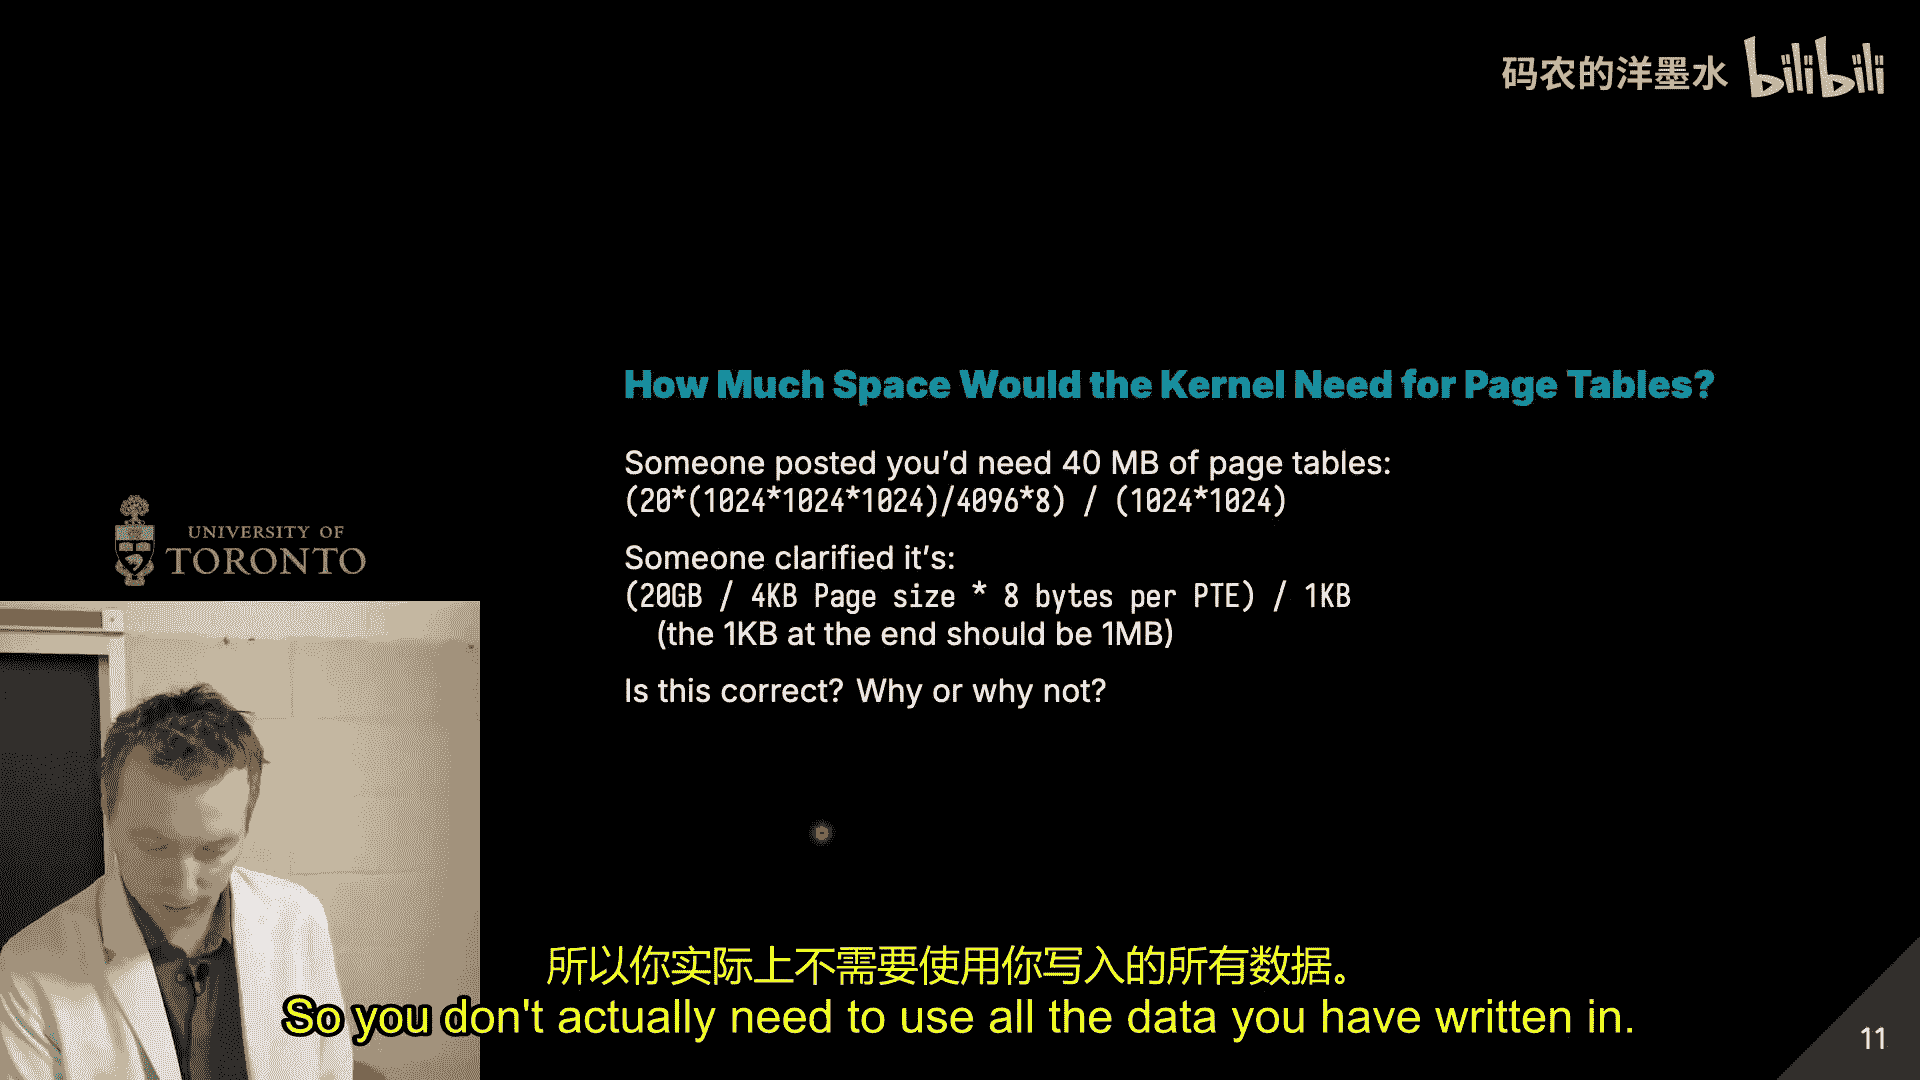 码农的洋墨水 bilibili
How Much Space Would the Kernel Need for Page Tables?
Someone posted you’d need 40 MB of page tables:
(20*(1024*1024*1024)/4096*8) / (1024*1024)
Someone clarified it’s:
(20GB / 4KB Page size * 8 bytes per PTE) / 1KB
(the 1KB at the end should be 1MB)
Is this correct? Why or why not?
UNIVERSITY OF
TORONTO
所以你实际上不需要使用你写入的所有数据。
So you don't actually need to use all the data you have written in.
11